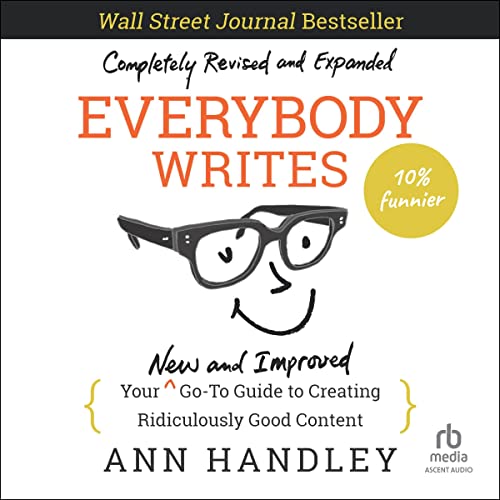 Wall Street Journal Bestseller
Completely Revised and Expanded
EVERYBODY
WRITES
10%
funnier
New and Improved
{ Your ^ Go-To Guide to Creating
Ridiculously Good Content }
ANN HANDLEY
rb
media
ASCENT AUDIO